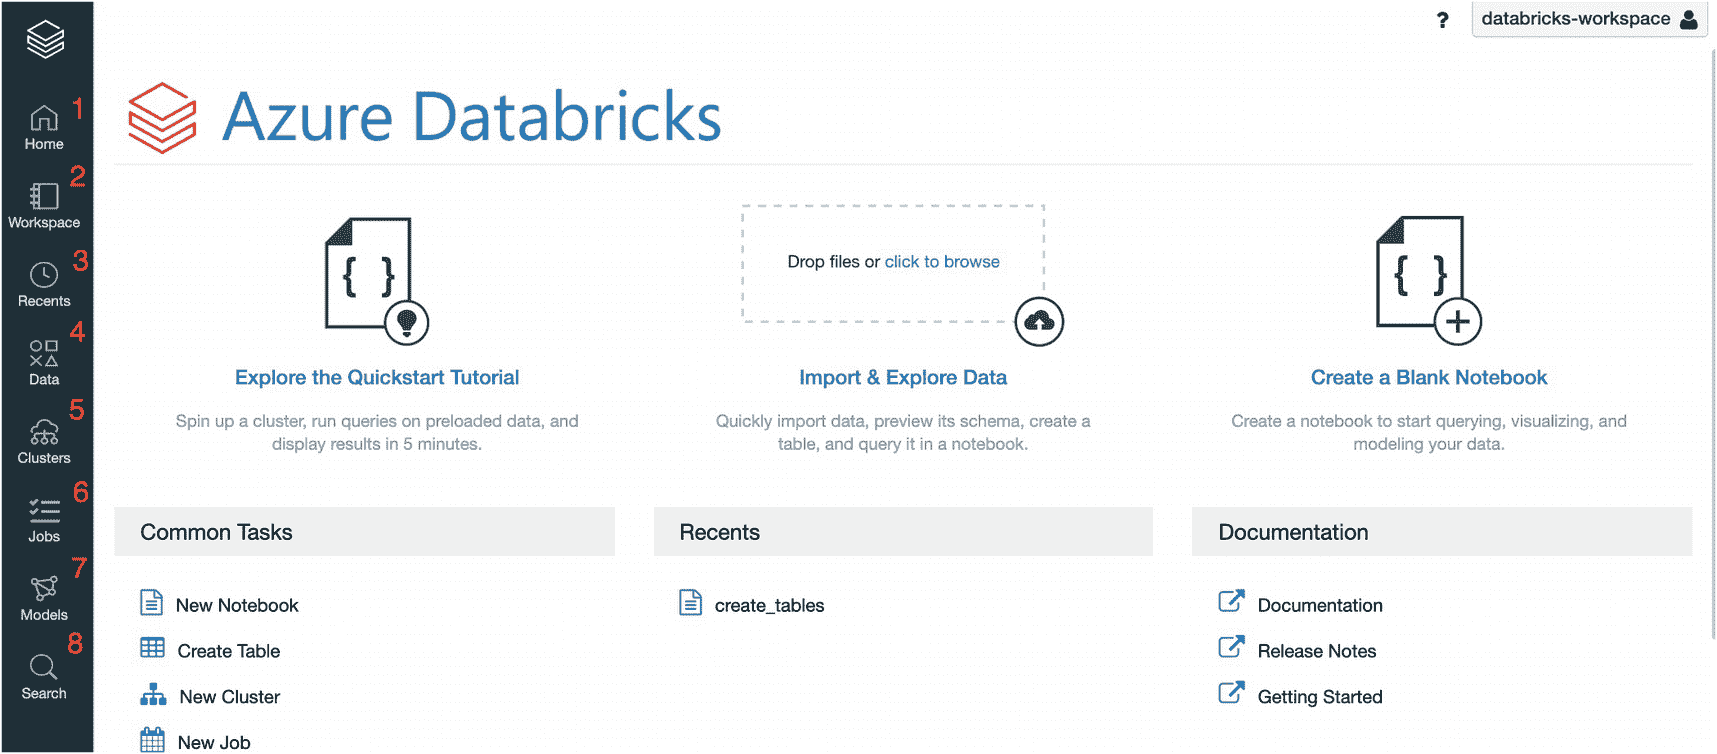 ? databricks-workspace
Azure Databricks
1
Home
2
Workspace
3
Recents
4
Data
5
Clusters
6
Jobs
7
Models
8
Search
{ }
Explore the Quickstart Tutorial
Spin up a cluster, run queries on preloaded data, and
display results in 5 minutes.
Drop files or click to browse
Import & Explore Data
Quickly import data, preview its schema, create a
table, and query it in a notebook.
{ }
Create a Blank Notebook
Create a notebook to start querying, visualizing, and
modeling your data.
Common Tasks
New Notebook
Create Table
New Cluster
New Job
Recents
create_tables
Documentation
Documentation
Release Notes
Getting Started